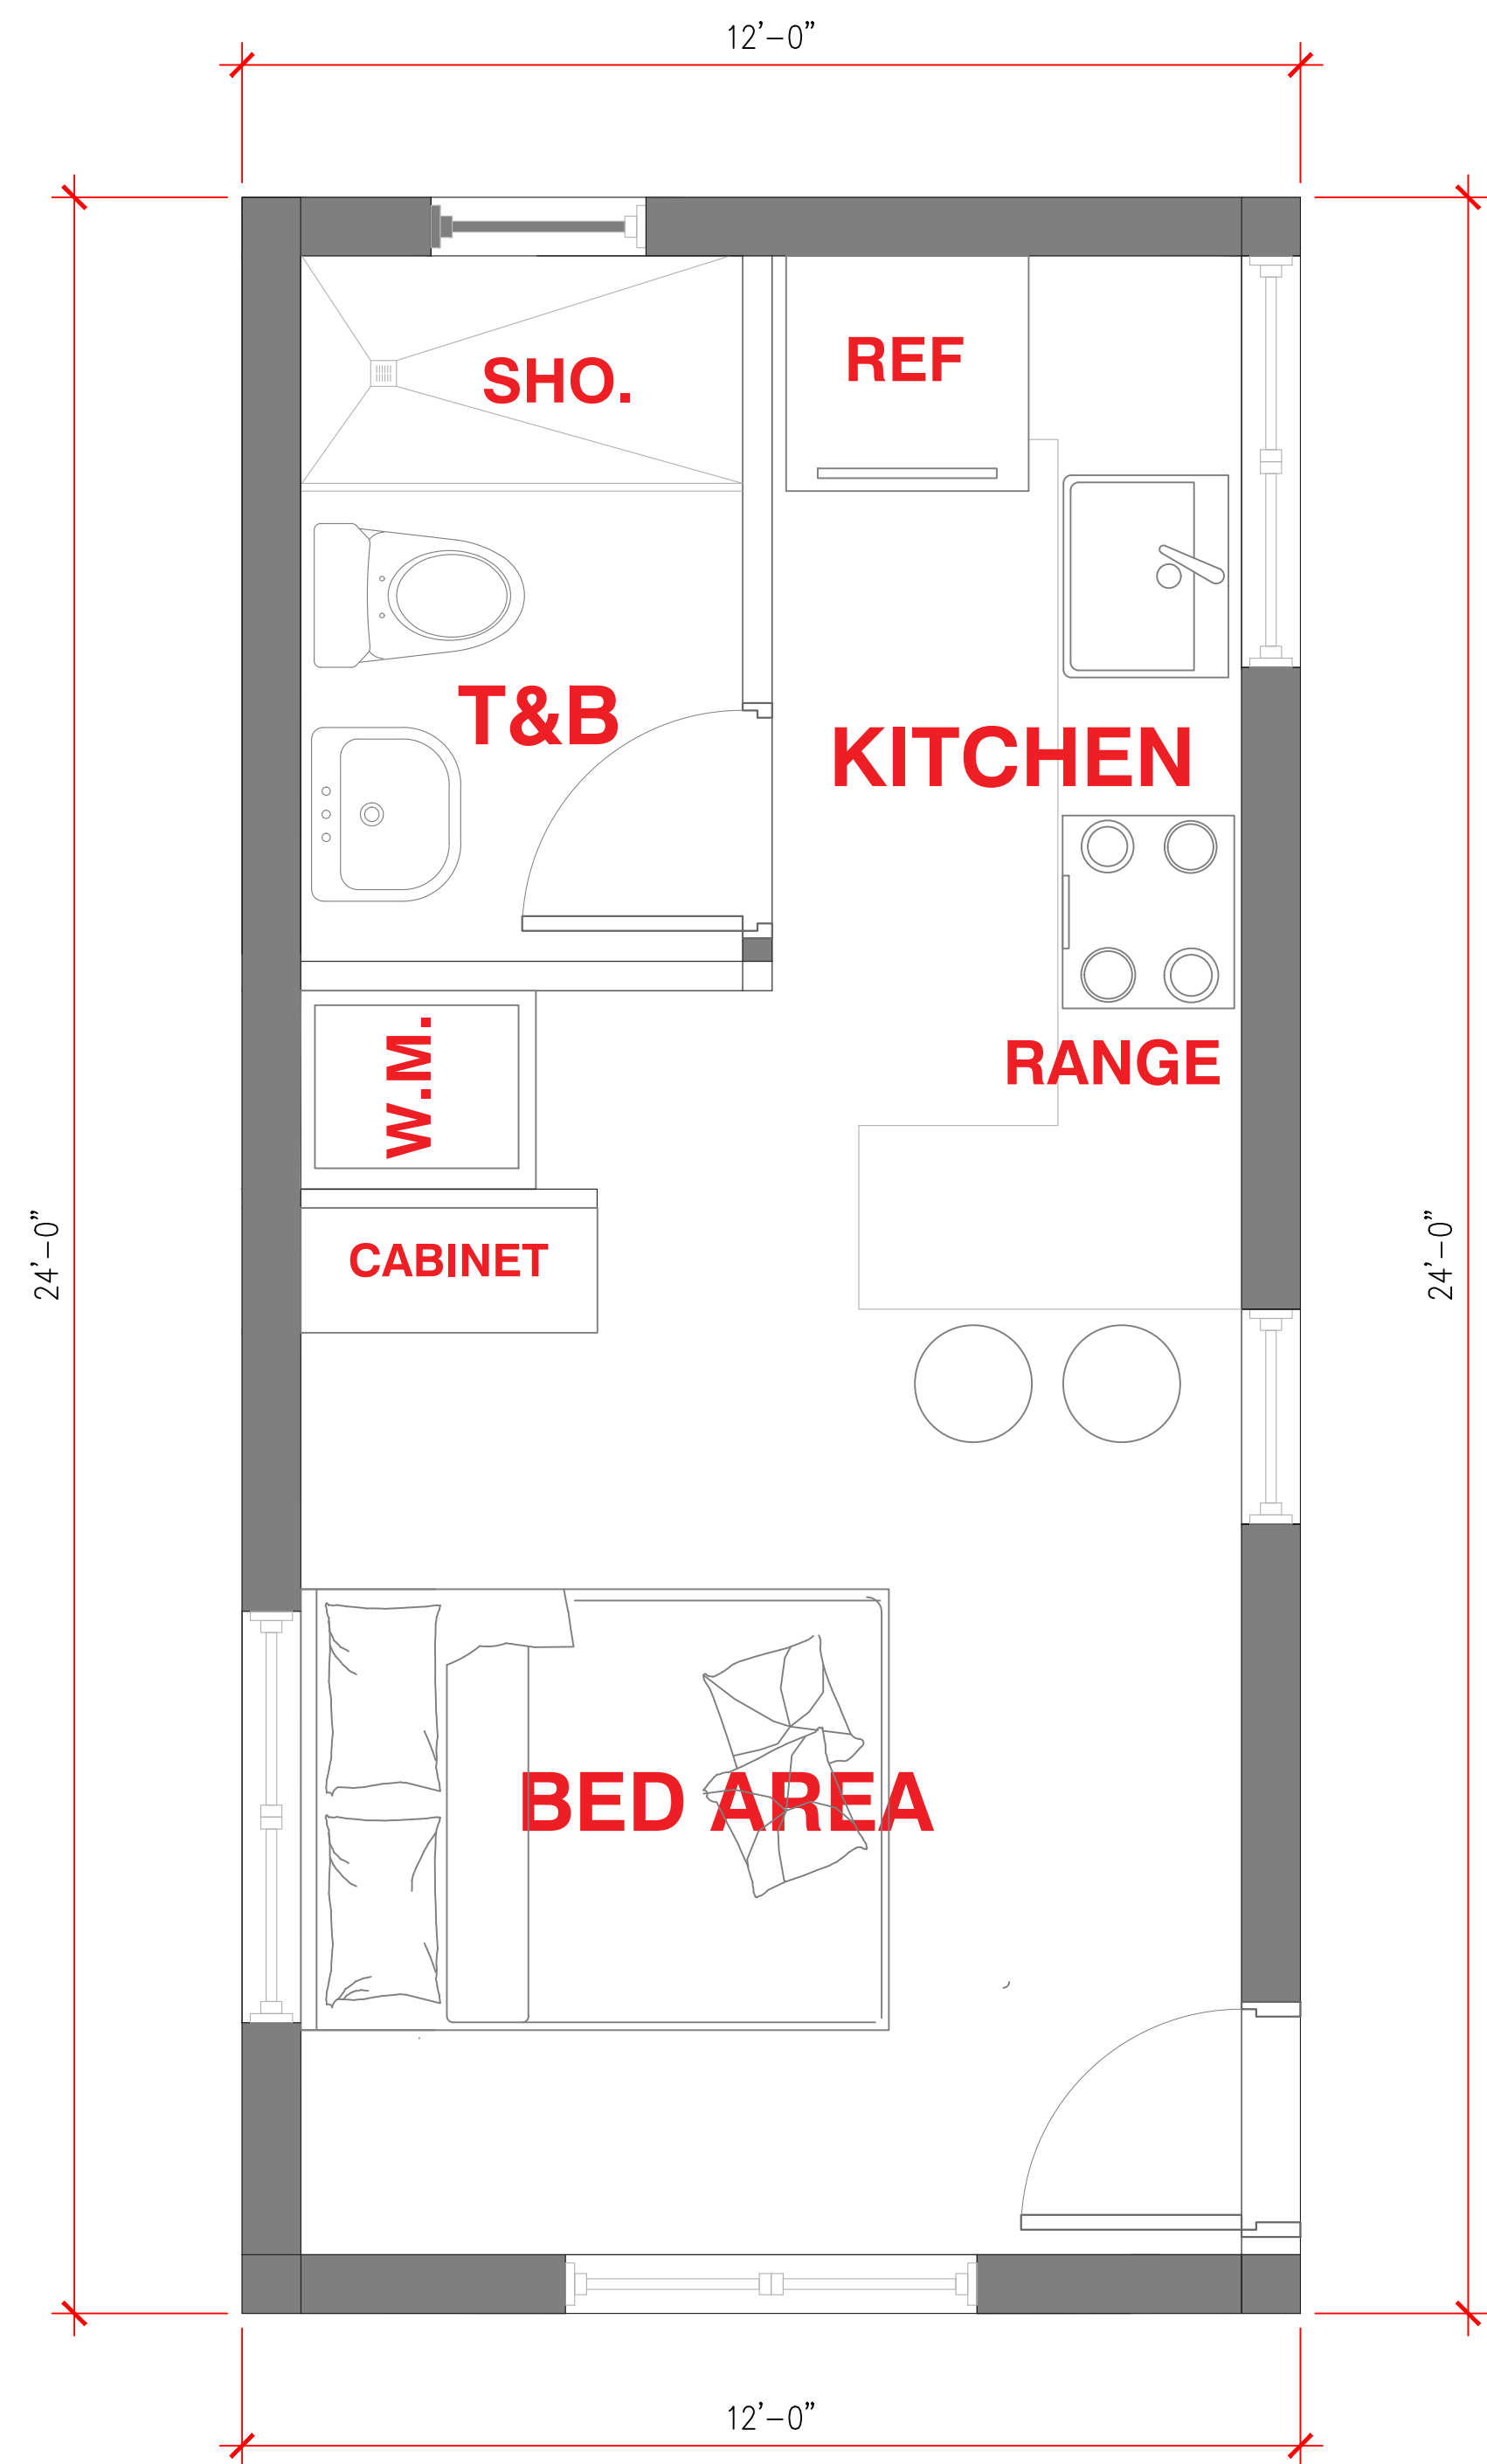 12'-0"
SHO.
REF
T&B
KITCHEN
W.M.
RANGE
24'-0"
24'-0"
CABINET
BED AREA
12'-0"